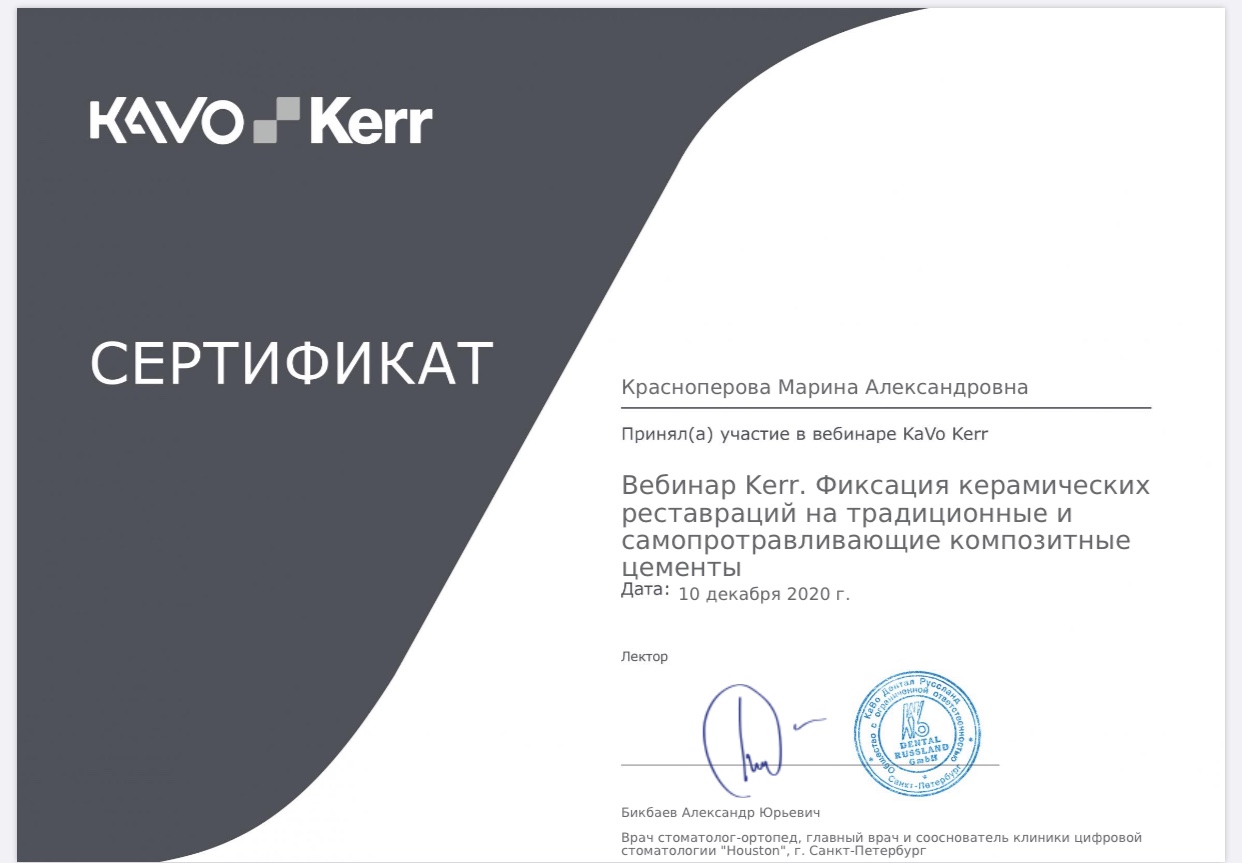 KAVO Kerr
СЕРТИФИКАТ
Красноперова Марина Александровна
Принял(а) участие в вебинаре KaVo Kerr
Вебинар Kerr. Фиксация керамических
реставраций на традиционные и
самопротравливающие композитные
цементы
Дата: 10 декабря 2020 г.
Лектор
КаВо Дентал Руссланд
Общество с ограниченной ответственностью
DENTAL
RUSSLAND
GmbH
Санкт-Петербург
Бикбаев Александр Юрьевич
Врач стоматолог-ортопед, главный врач и сооснователь клиники цифровой
стоматологии "Houston", г. Санкт-Петербург